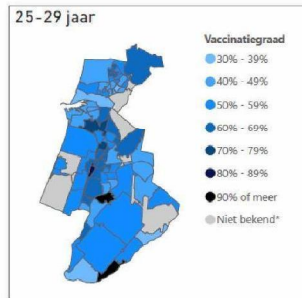 25-29 jaar
Vaccinatiegraad
30% - 39%
40% - 49%
50% - 59%
60% - 69%
70% - 79%
80% - 89%
90% of meer
Niet bekend*